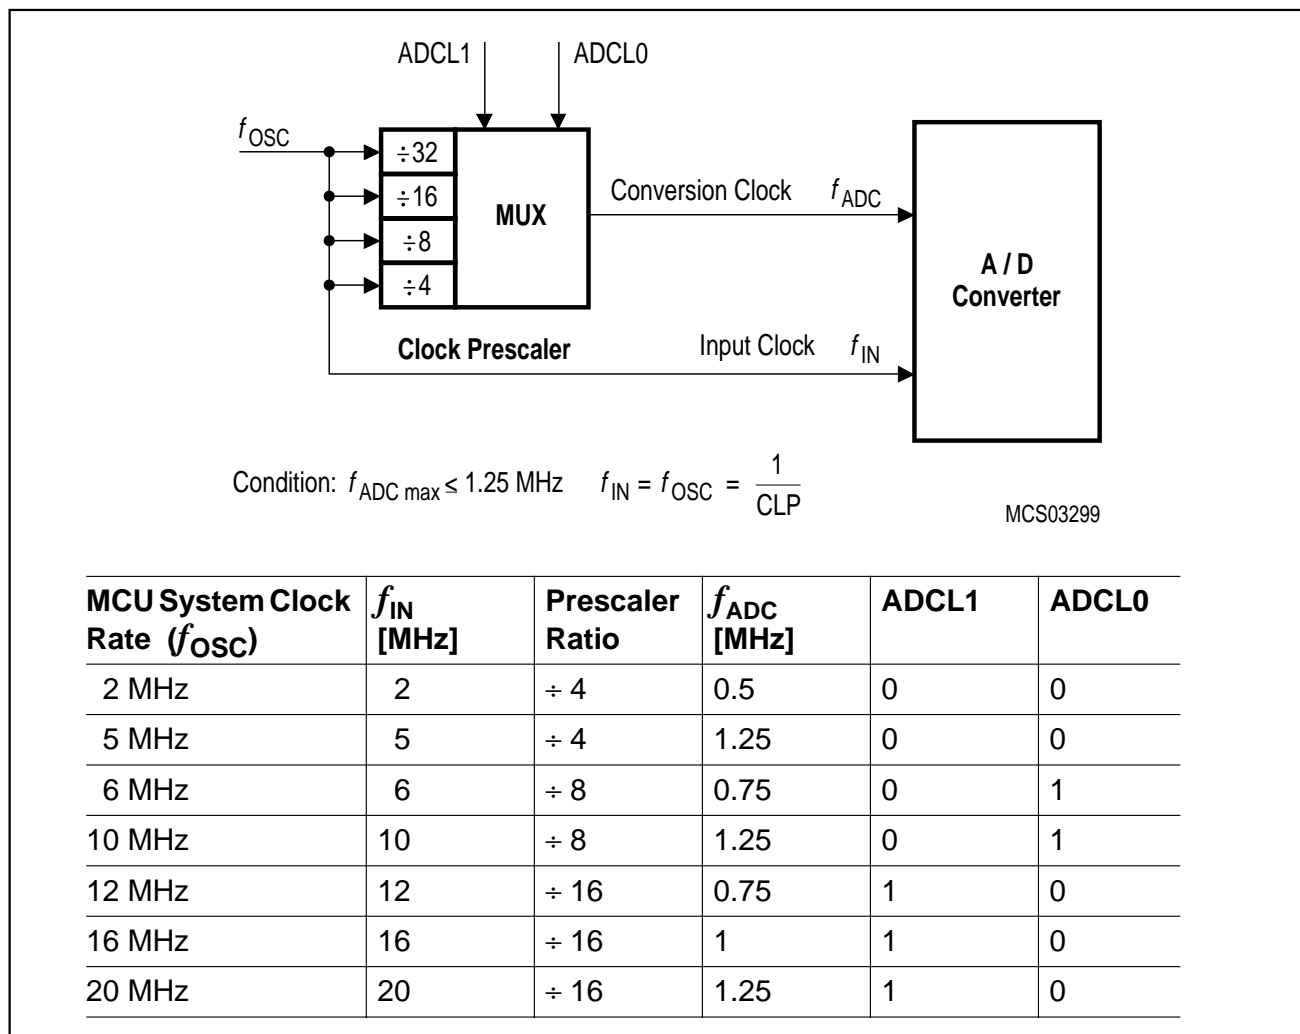 ADCL1 ADCL0
fOSC
÷32
÷16
÷8
÷4
MUX
Conversion Clock fADC
A / D
Converter
Clock Prescaler
Input Clock fIN
Condition: fADC max ≤ 1.25 MHz fIN = fOSC = 1
CLP
MCS03299
MCU System Clock Rate (fOSC) fIN [MHz] Prescaler Ratio fADC [MHz] ADCL1 ADCL0
2 MHz 2 ÷ 4 0.5 0 0
5 MHz 5 ÷ 4 1.25 0 0
6 MHz 6 ÷ 8 0.75 0 1
10 MHz 10 ÷ 8 1.25 0 1
12 MHz 12 ÷ 16 0.75 1 0
16 MHz 16 ÷ 16 1 1 0
20 MHz 20 ÷ 16 1.25 1 0